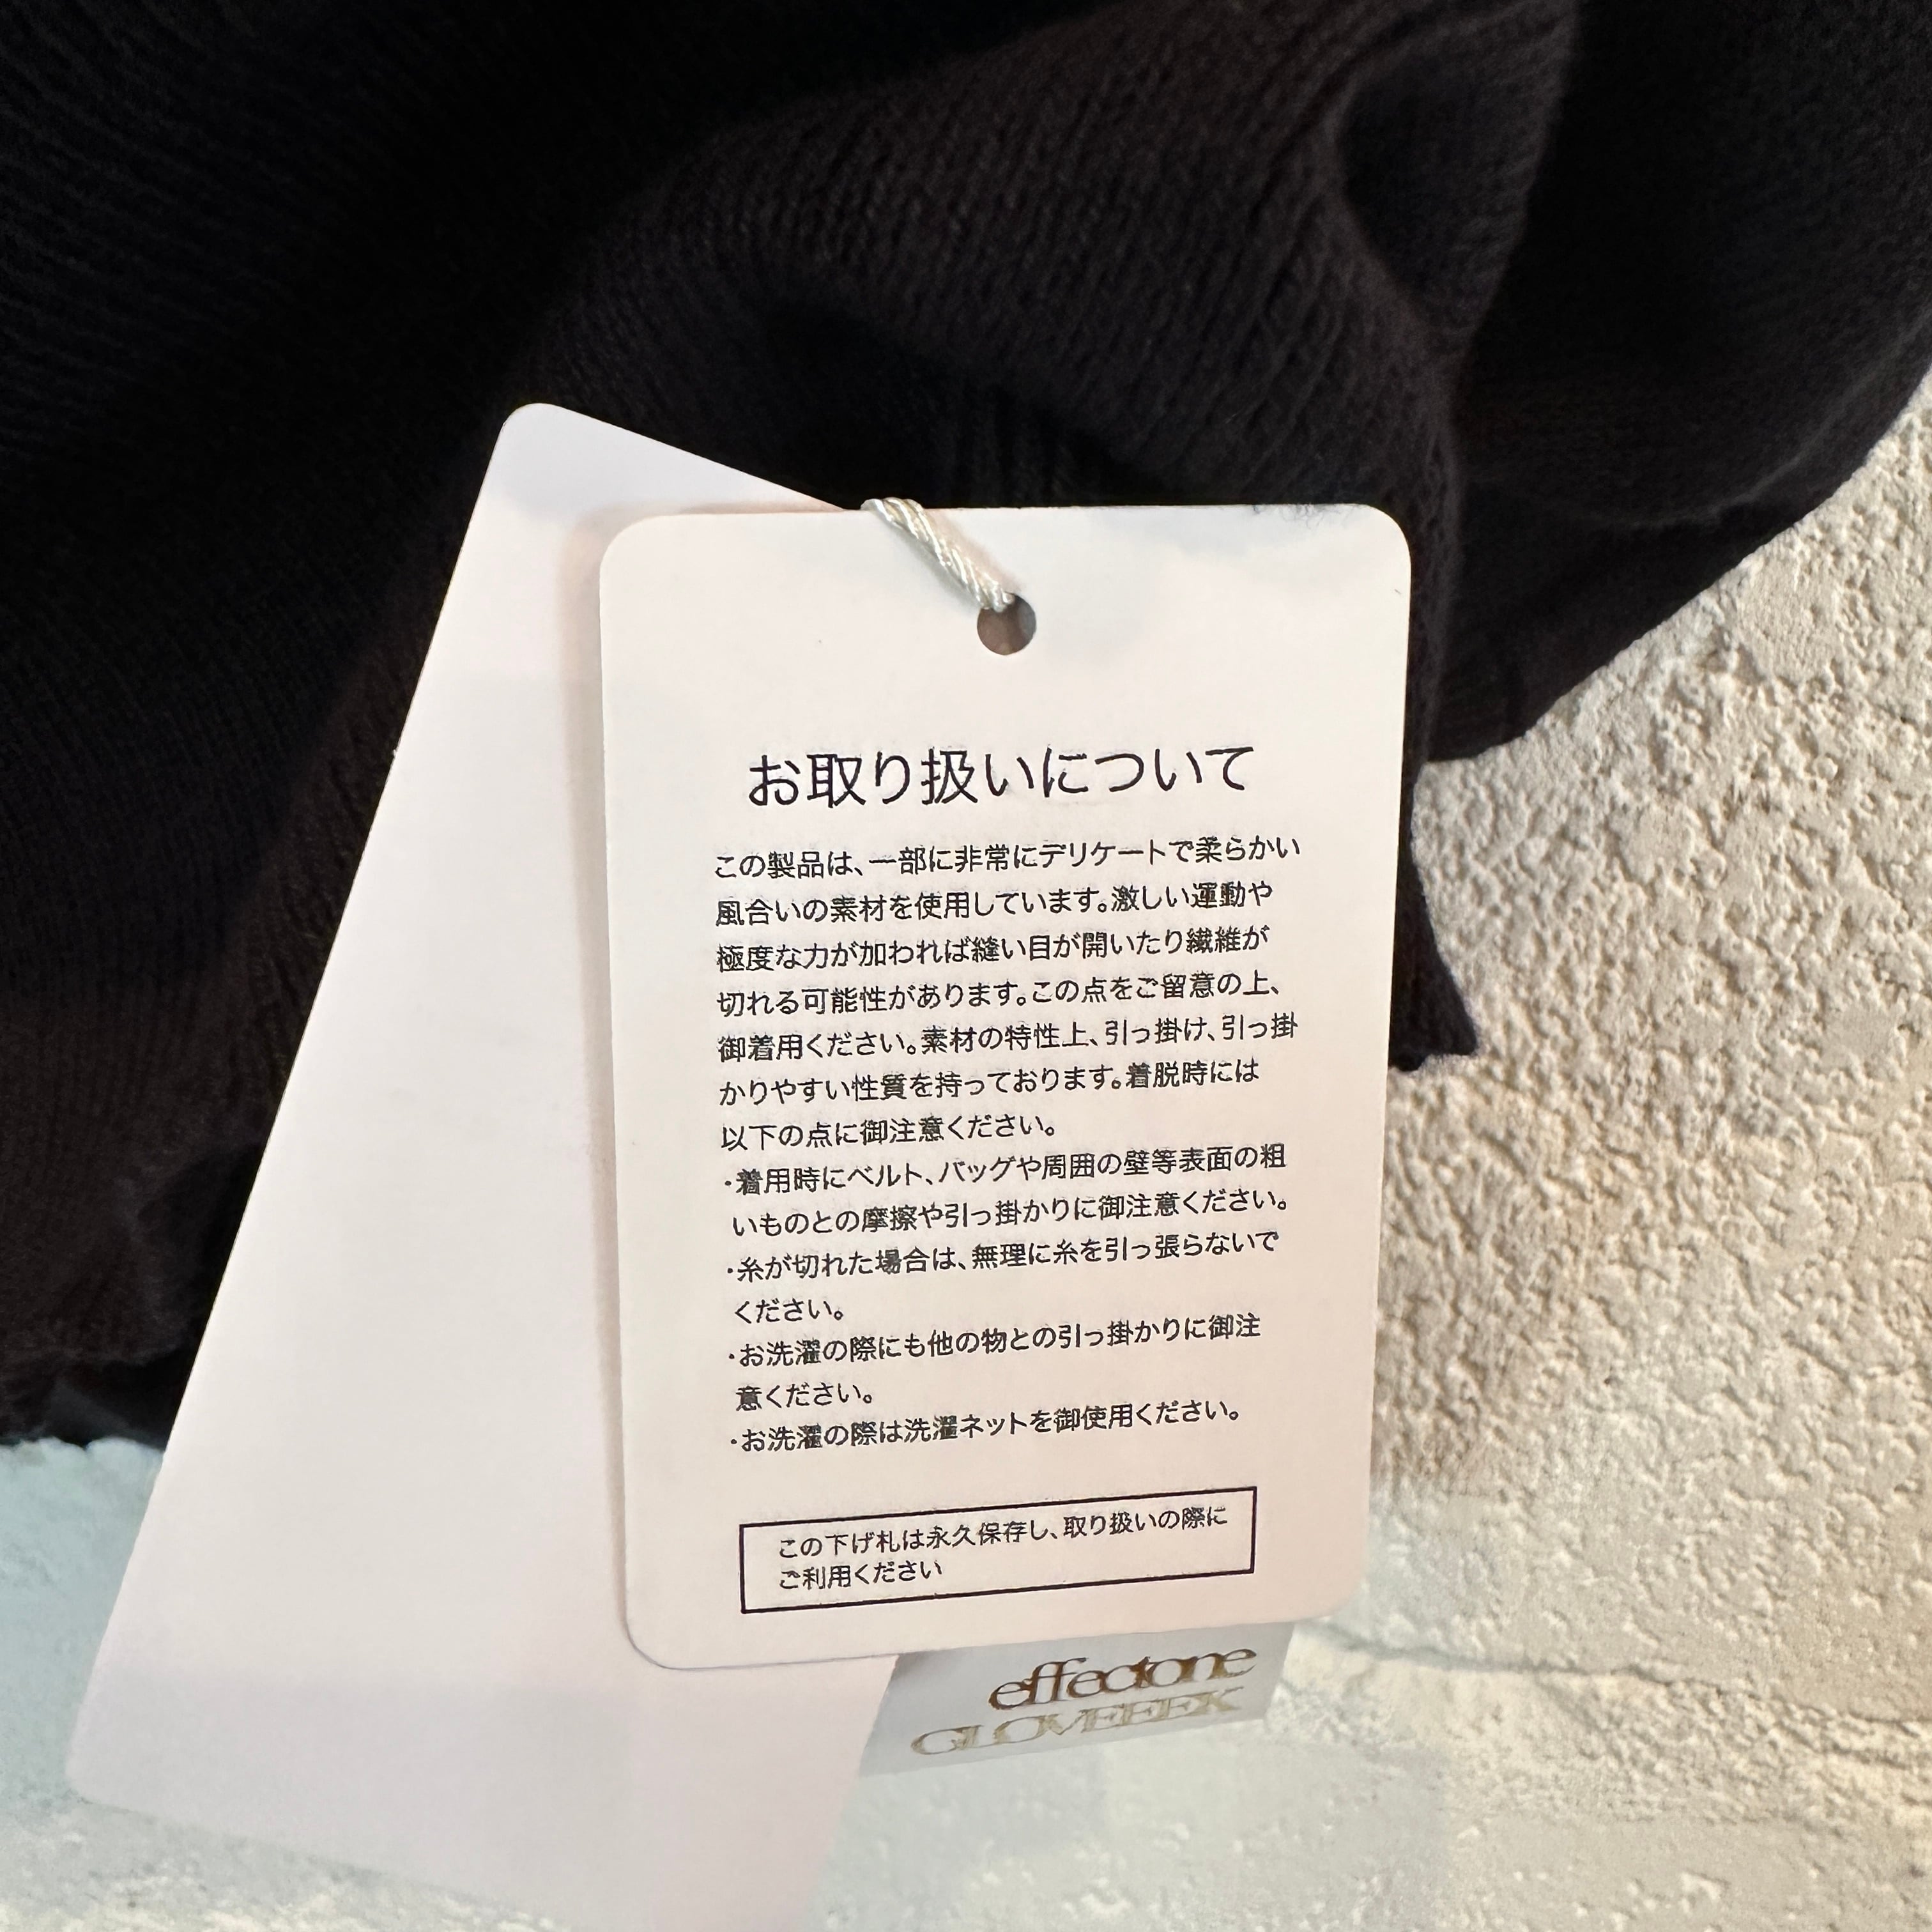 お取り扱いについて
この製品は、一部に非常にデリケートで柔らかい
風合いの素材を使用しています。激しい運動や
極度な力が加われば縫い目が開いたり繊維が
切れる可能性があります。この点をご留意の上、
御着用ください。素材の特性上、引っ掛け、引っ掛
かりやすい性質を持っております。着脱時には
以下の点に御注意ください。
・着用時にベルト、バッグや周囲の壁等表面の粗
いものとの摩擦や引っ掛かりに御注意ください。
・糸が切れた場合は、無理に糸を引っ張らないで
ください。
・お洗濯の際にも他の物との引っ掛かりに御注
意ください。
・お洗濯の際は洗濯ネットを御使用ください。
この下げ札は永久保存し、取り扱いの際に
ご利用ください
effectone
GLOVEEEK